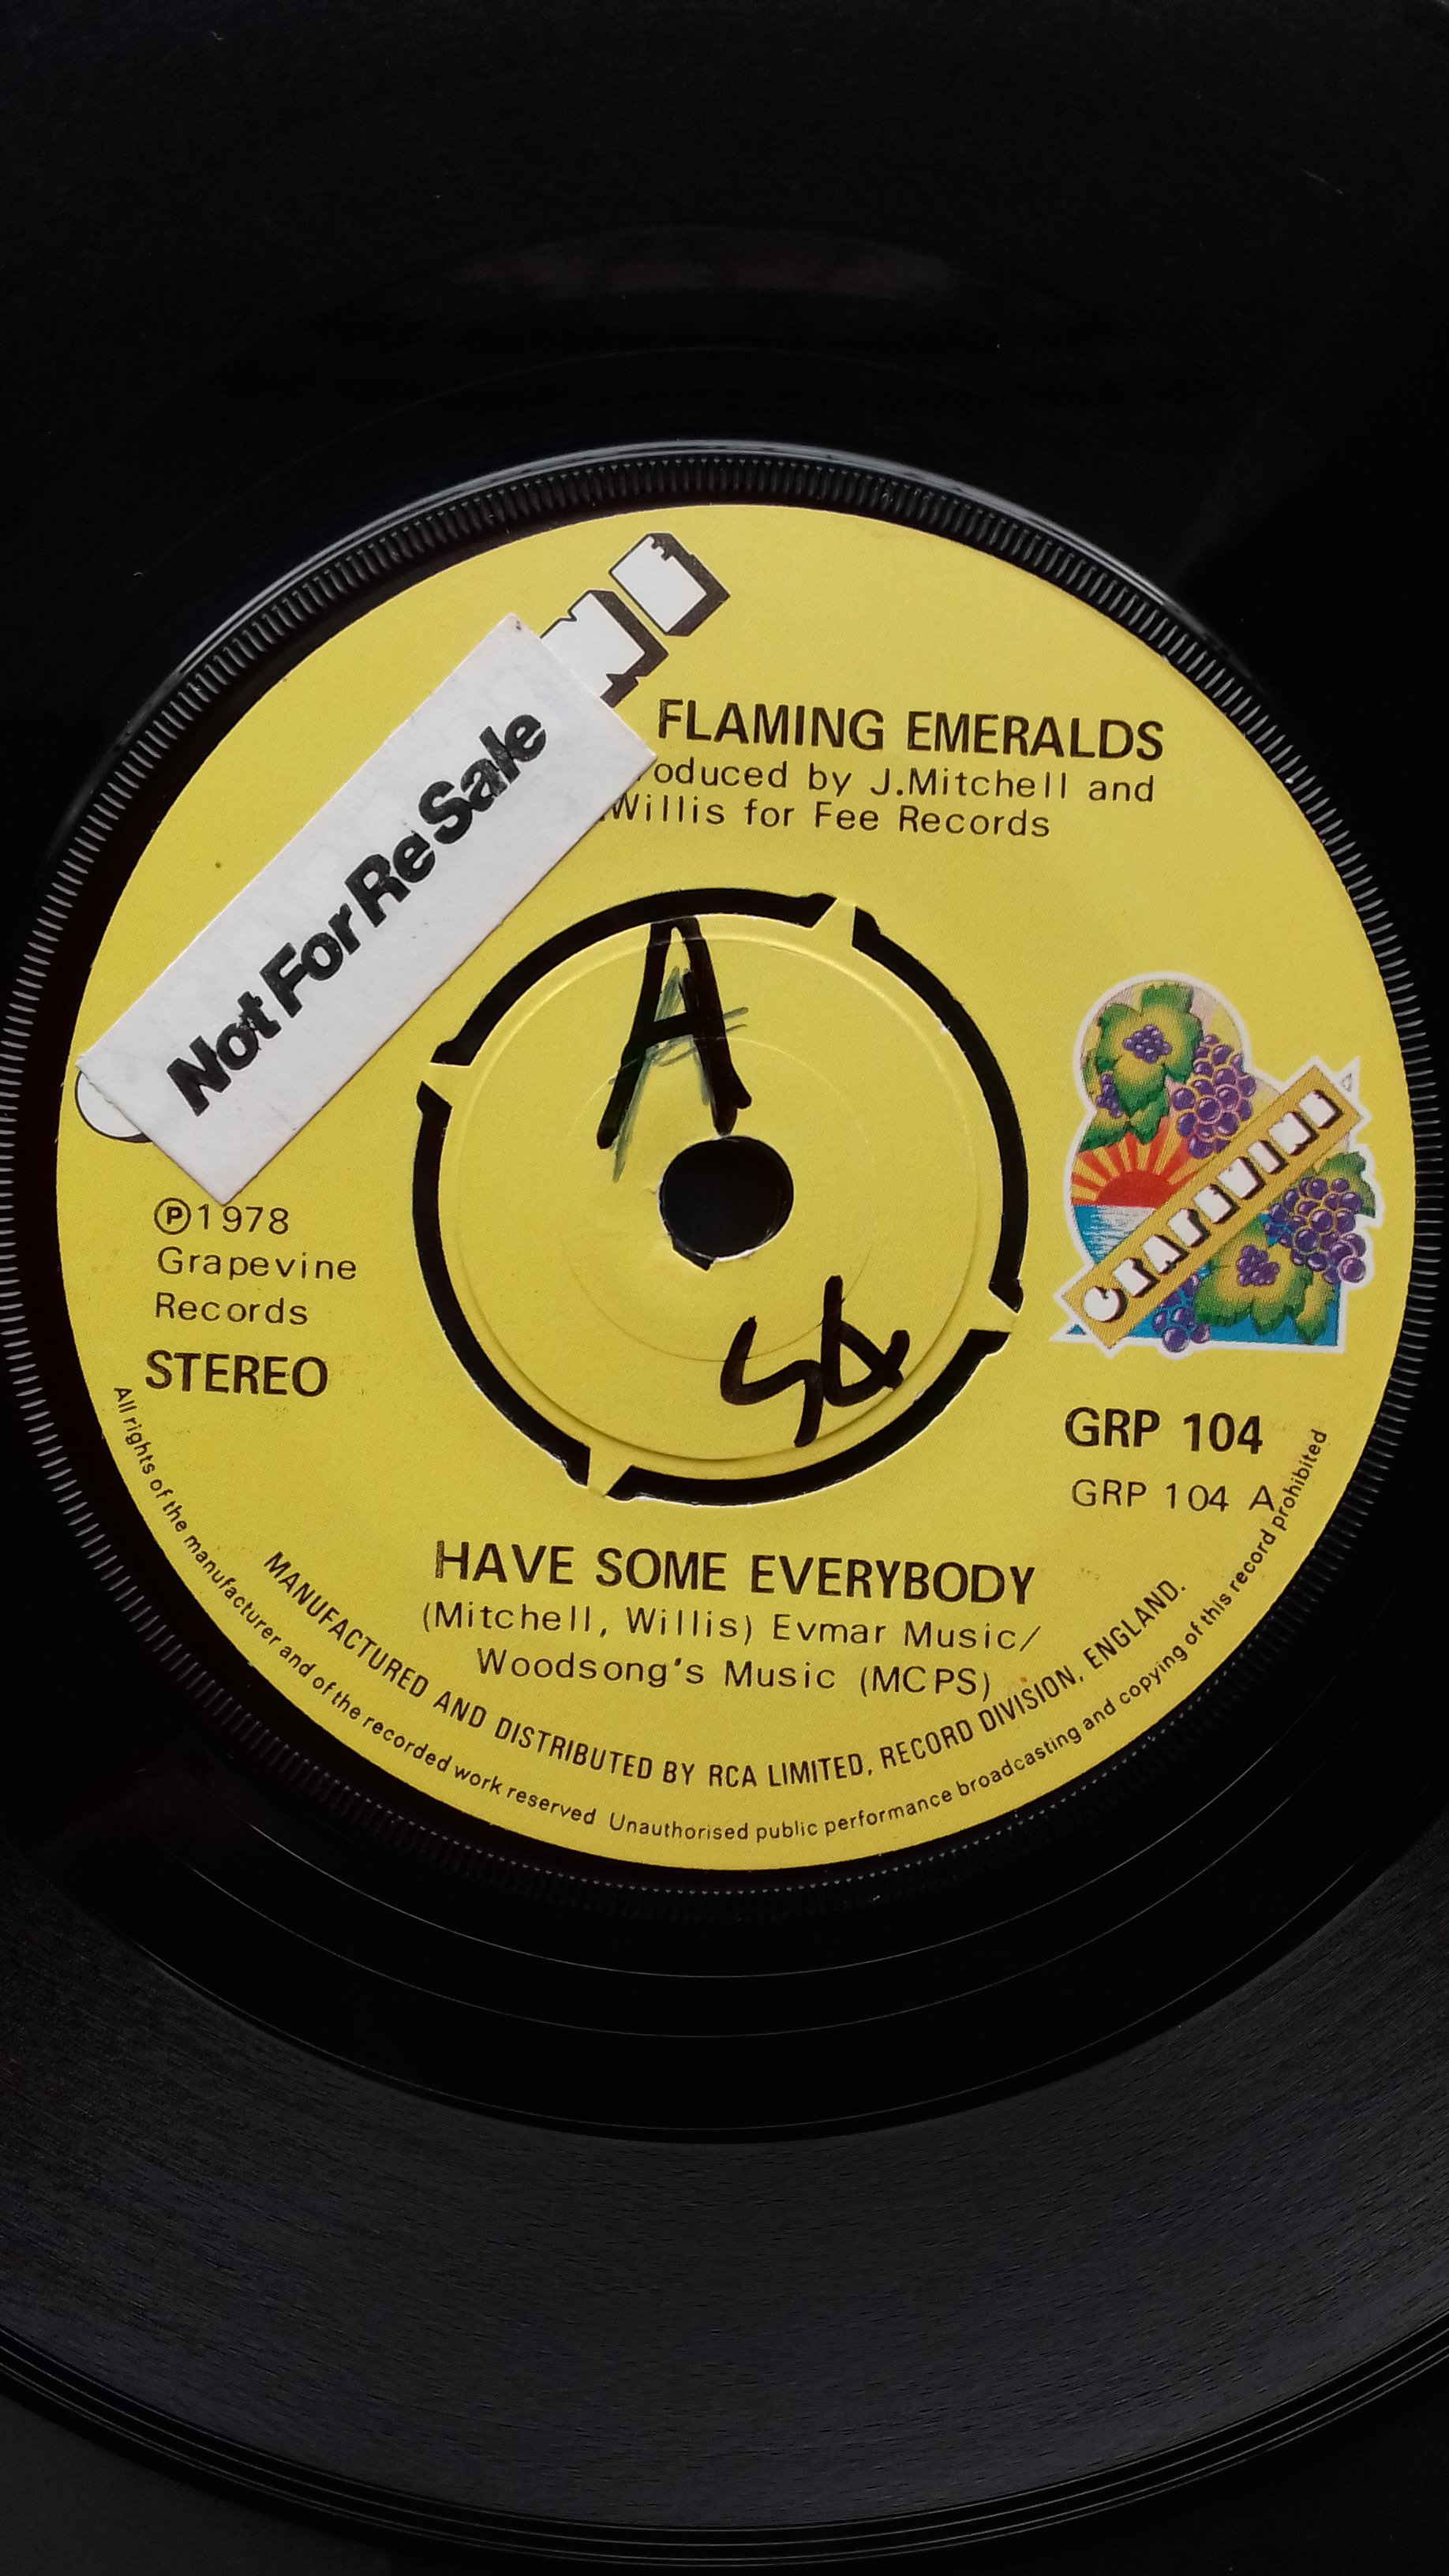 Not For Re Sale
FLAMING EMERALDS
oduced by J.Mitchell and
Willis for Fee Records
A
GRAPEVINE
Ⓟ1978
Grapevine
Records
STEREO
GRP 104
GRP 104 A
HAVE SOME EVERYBODY
(Mitchell, Willis) Evmar Music/
Woodsong's Music (MCPS)
MANUFACTURED AND DISTRIBUTED BY RCA LIMITED, RECORD DIVISION, ENGLAND.
All rights of the manufacturer and of the recorded work reserved Unauthorised public performance broadcasting and copying of this record prohibited